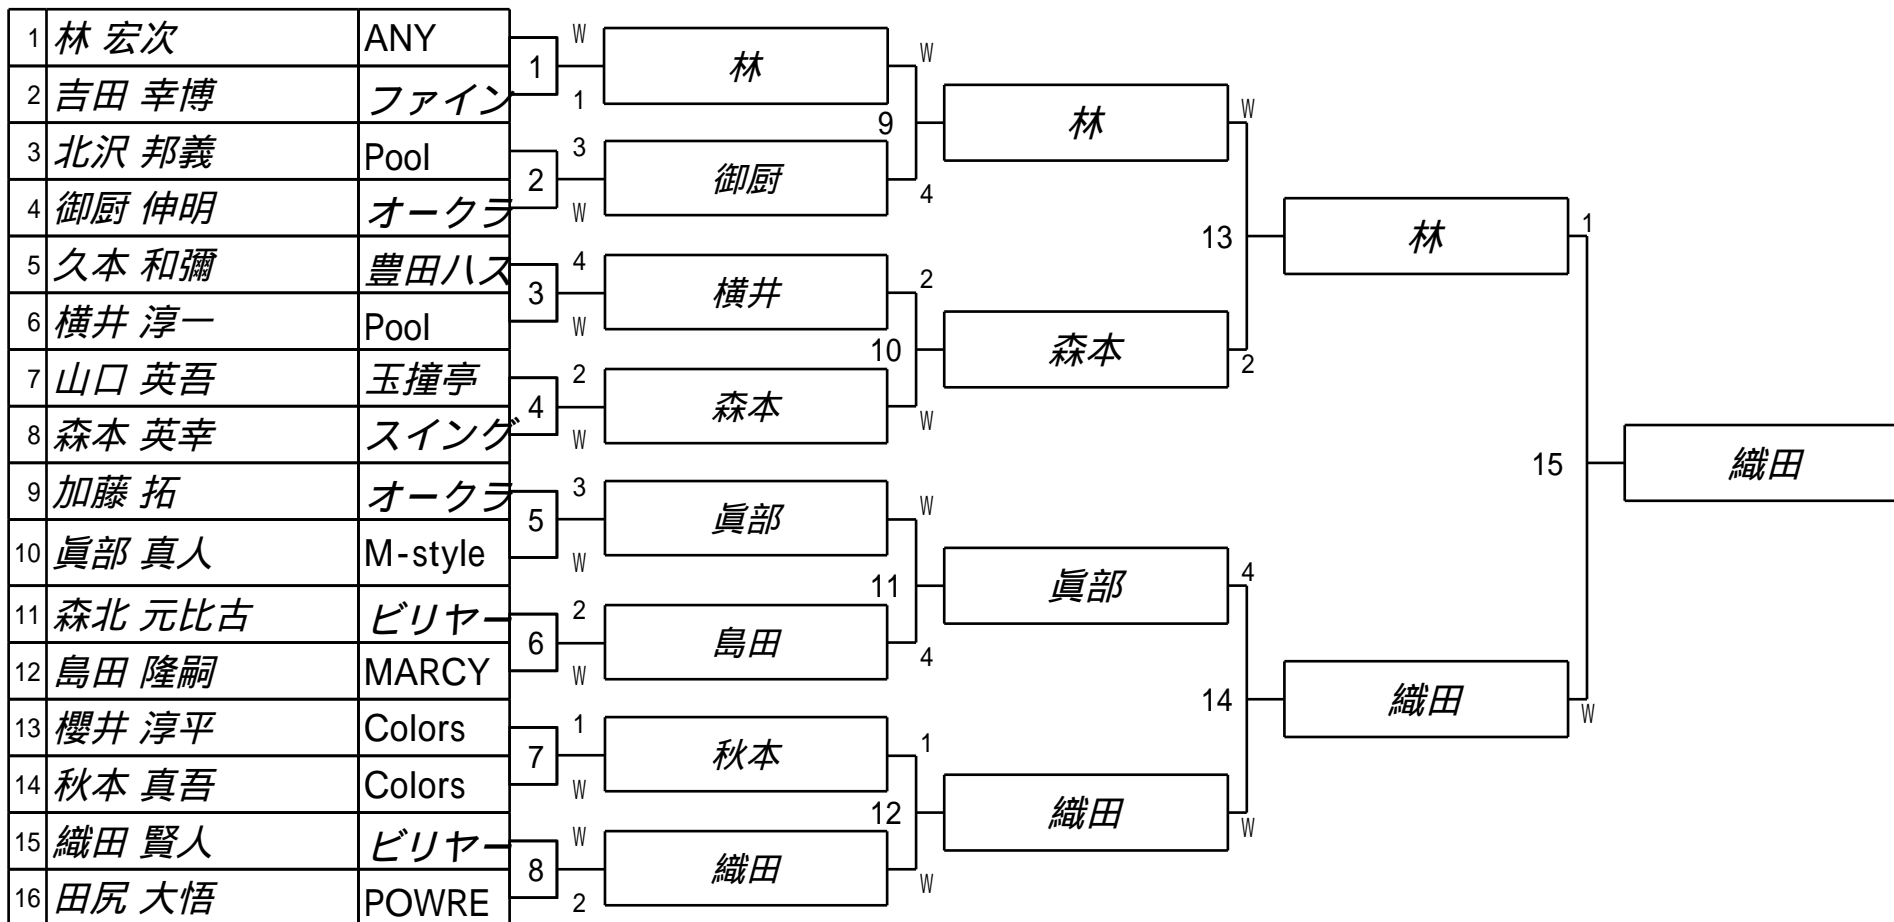 1 林 宏次 ANY
2 吉田 幸博 ファイン
3 北沢 邦義 Pool
4 御厨 伸明 オークラ
5 久本 和彌 豊田ハス
6 横井 淳一 Pool
7 山口 英吾 玉撞亭
8 森本 英幸 スイング
9 加藤 拓 オークラ
10 眞部 真人 M-style
11 森北 元比古 ビリヤー
12 島田 隆嗣 MARCY
13 櫻井 淳平 Colors
14 秋本 真吾 Colors
15 織田 賢人 ビリヤー
16 田尻 大悟 POWRE
1 W 1
2 3 W
3 4 W
4 2 W
5 3 W
6 2 W
7 1 W
8 W 2
林
御厨
横井
森本
眞部
島田
秋本
織田
9 W 4
10 2 W
11 W 4
12 1 W
林
森本
眞部
織田
13 W 2
14 4 W
林
織田
15 1 W
織田